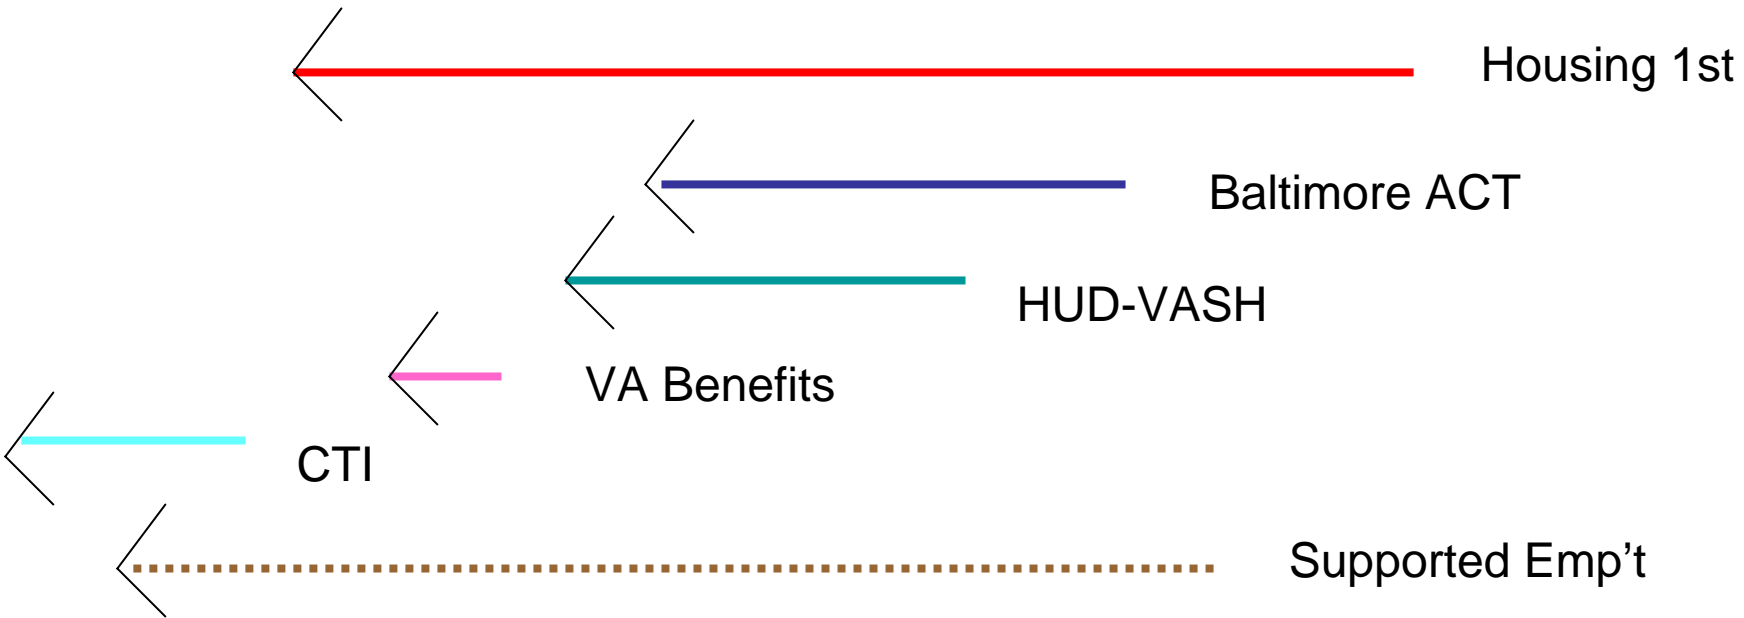 Housing 1st
Baltimore ACT
HUD-VASH
VA Benefits
CTI
Supported Emp’t